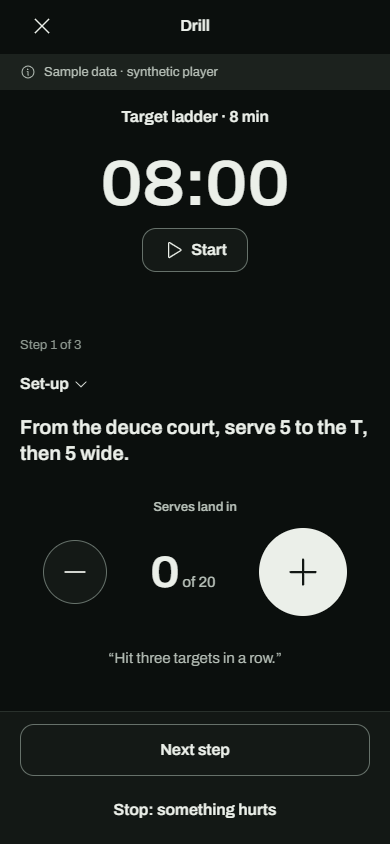 Drill
Sample data · synthetic player
Target ladder · 8 min
08:00
Start
Step 1 of 3
Set-up
From the deuce court, serve 5 to the T,
then 5 wide.
Serves land in
0 of 20
“Hit three targets in a row.”
Next step
Stop: something hurts